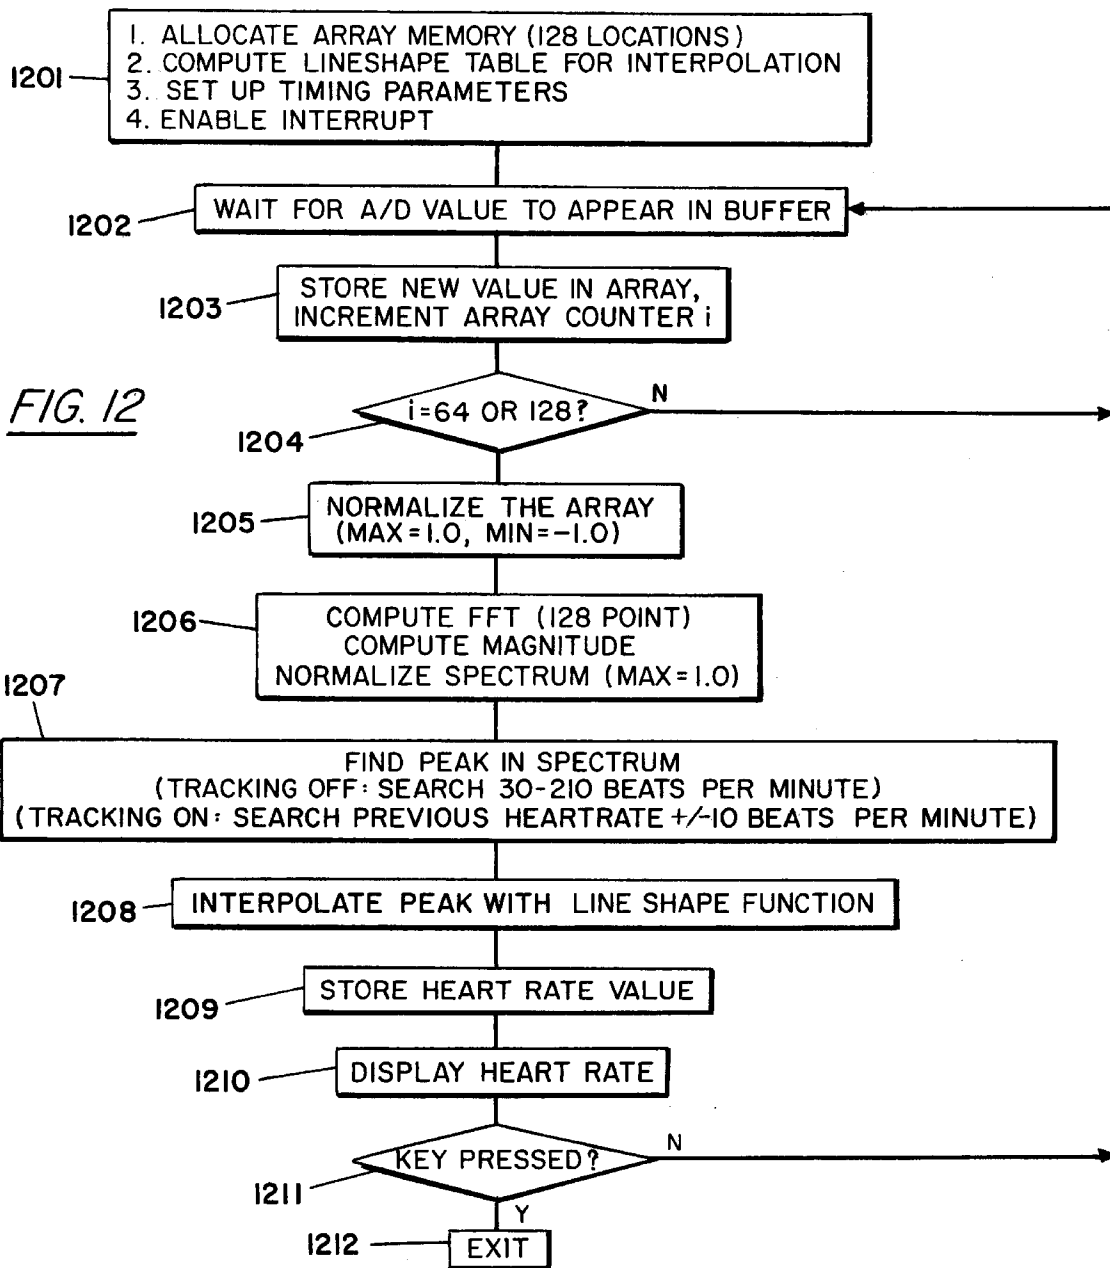 1. ALLOCATE ARRAY MEMORY (128 LOCATIONS)
2. COMPUTE LINESHAPE TABLE FOR INTERPOLATION
3. SET UP TIMING PARAMETERS
4. ENABLE INTERRUPT
1201
WAIT FOR A/D VALUE TO APPEAR IN BUFFER
1202
STORE NEW VALUE IN ARRAY,
INCREMENT ARRAY COUNTER i
1203
FIG. 12
i=64 OR 128?
N
1204
NORMALIZE THE ARRAY
(MAX=1.0, MIN=-1.0)
1205
COMPUTE FFT (128 POINT)
COMPUTE MAGNITUDE
NORMALIZE SPECTRUM (MAX=1.0)
1206
1207
FIND PEAK IN SPECTRUM
(TRACKING OFF: SEARCH 30-210 BEATS PER MINUTE)
(TRACKING ON: SEARCH PREVIOUS HEARTRATE +/-10 BEATS PER MINUTE)
INTERPOLATE PEAK WITH LINE SHAPE FUNCTION
1208
STORE HEART RATE VALUE
1209
DISPLAY HEART RATE
1210
KEY PRESSED?
N
1211
Y
EXIT
1212